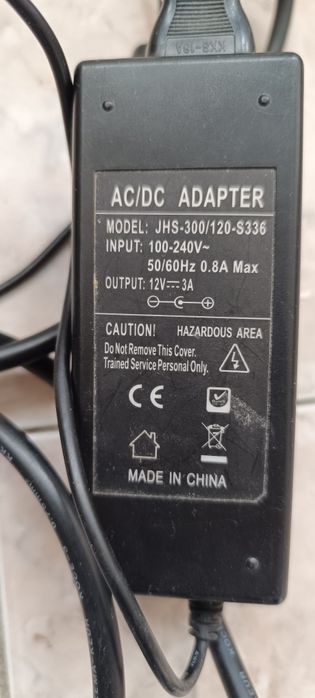 AC/DC ADAPTER
MODEL: JHS-300/120-S336
INPUT: 100-240V~
50/60Hz 0.8A Max
OUTPUT: 12V⎓3A
CAUTION! HAZARDOUS AREA
Do Not Remove This Cover.
Trained Service Personal Only.
CE
MADE IN CHINA